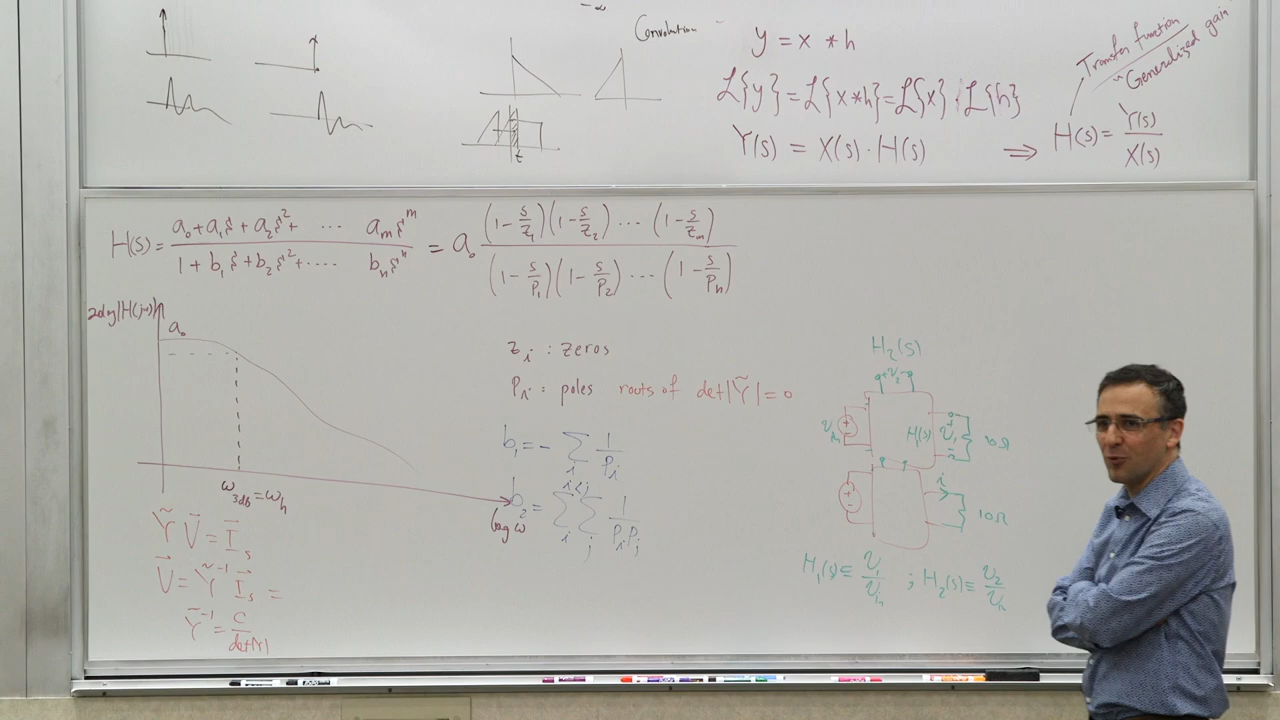 -∞
Convolution
y = x * h
Transfer function
"Generalized gain"
ℒ{y} = ℒ{x*h} = ℒ{x} · ℒ{h}
Y(s) = X(s) · H(s) ⇒ H(s) = Y(s)/X(s)
τ
H(s) = (a₀ + a₁s + a₂s² + ··· aₘsᵐ)/(1 + b₁s + b₂s² + ···· bₙsⁿ) = a₀ ((1 - s/z₁)(1 - s/z₂) ··· (1 - s/zₘ))/((1 - s/p₁)(1 - s/p₂) ··· (1 - s/pₙ))
a₀
zᵢ : zeros
pᵢ : poles roots of det|Ỹ| = 0
b₁ = - Σᵢ 1/pᵢ
b₂ = Σᵢ Σⱼ 1/(pᵢpⱼ)
i<j
ω₃db = ωh
log ω
Ỹ V⃗ = I⃗s
V⃗ = Ỹ⁻¹ I⃗s =
Ỹ⁻¹ = C/det|Y|
H₂(s)
+ v₂ -
H₁(s)
+ v₁ -
10Ω
i
10Ω
H₁(s) ≡ v₁/vᵢₙ ; H₂(s) ≡ v₂/vᵢₙ